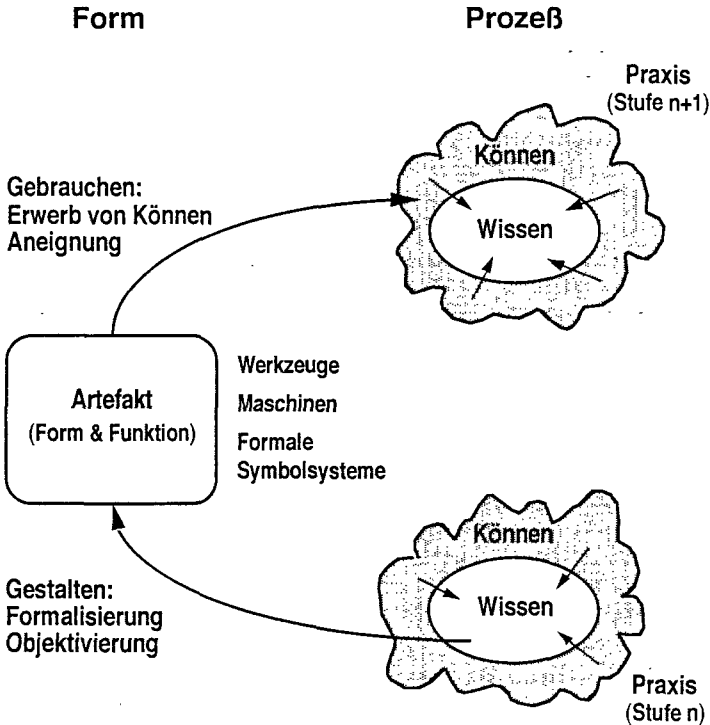 Form
Prozeß
Praxis
(Stufe n+1)
Können
Wissen
Gebrauchen:
Erwerb von Können
Aneignung
Artefakt
(Form & Funktion)
Werkzeuge
Maschinen
Formale
Symbolsysteme
Können
Wissen
Gestalten:
Formalisierung
Objektivierung
Praxis
(Stufe n)